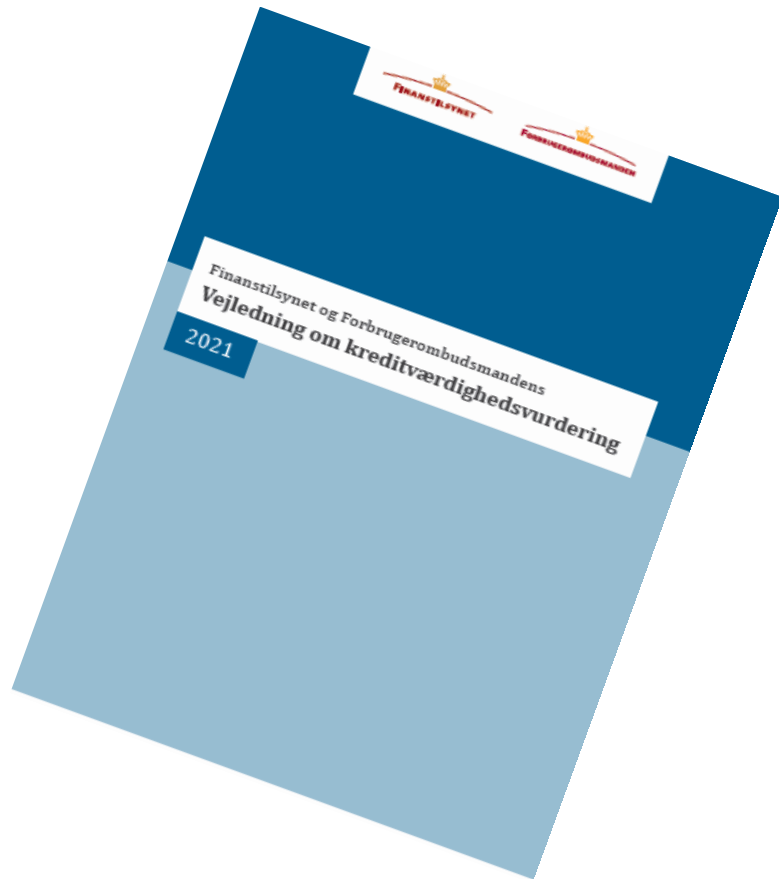 FINANSTILSYNET
FORBRUGEROMBUDSMANDEN
Finanstilsynet og Forbrugerombudsmandens
Vejledning om kreditværdighedsvurdering
2021